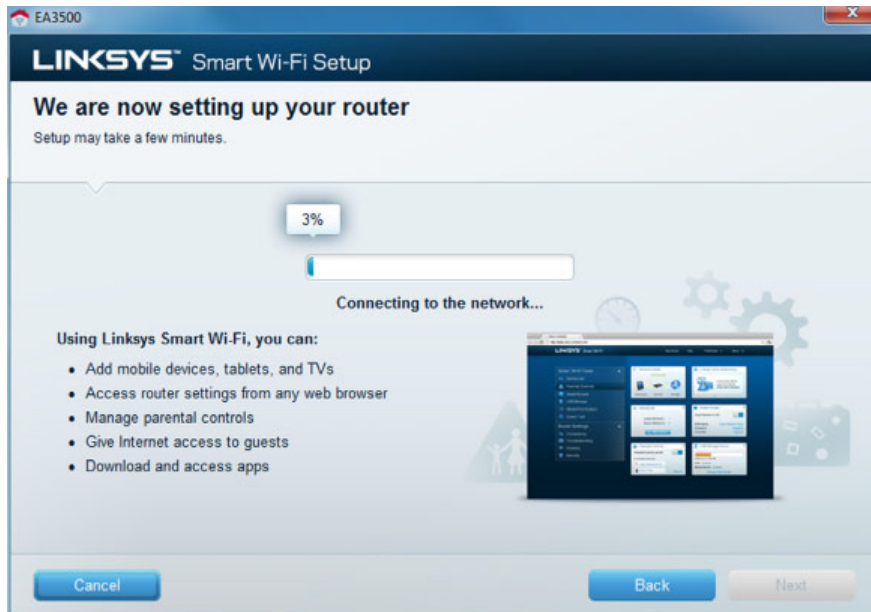 EA3500
LINKSYS™ Smart Wi-Fi Setup
We are now setting up your router
Setup may take a few minutes.
3%
Connecting to the network...
Using Linksys Smart Wi-Fi, you can:
• Add mobile devices, tablets, and TVs
• Access router settings from any web browser
• Manage parental controls
• Give Internet access to guests
• Download and access apps
LINKSYS
Cancel
Back
Next